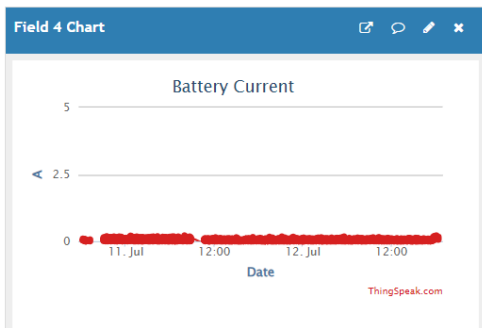 Field 4 Chart
Battery Current
5
A
2.5
0
11. Jul 12:00 12. Jul 12:00
Date
ThingSpeak.com